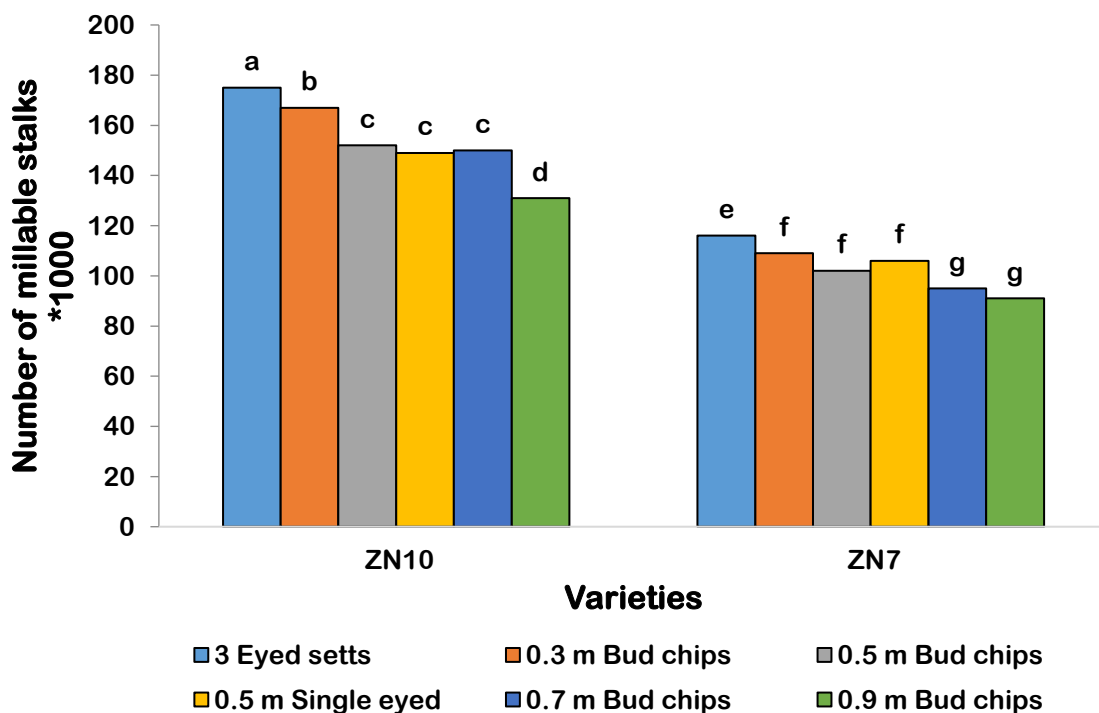 Number of millable stalks
*1000
200
180
160
140
120
100
80
60
40
20
0
a
b
c
c
c
d
e
f
f
f
g
g
ZN10
ZN7
Varieties
3 Eyed setts
0.3 m Bud chips
0.5 m Bud chips
0.5 m Single eyed
0.7 m Bud chips
0.9 m Bud chips